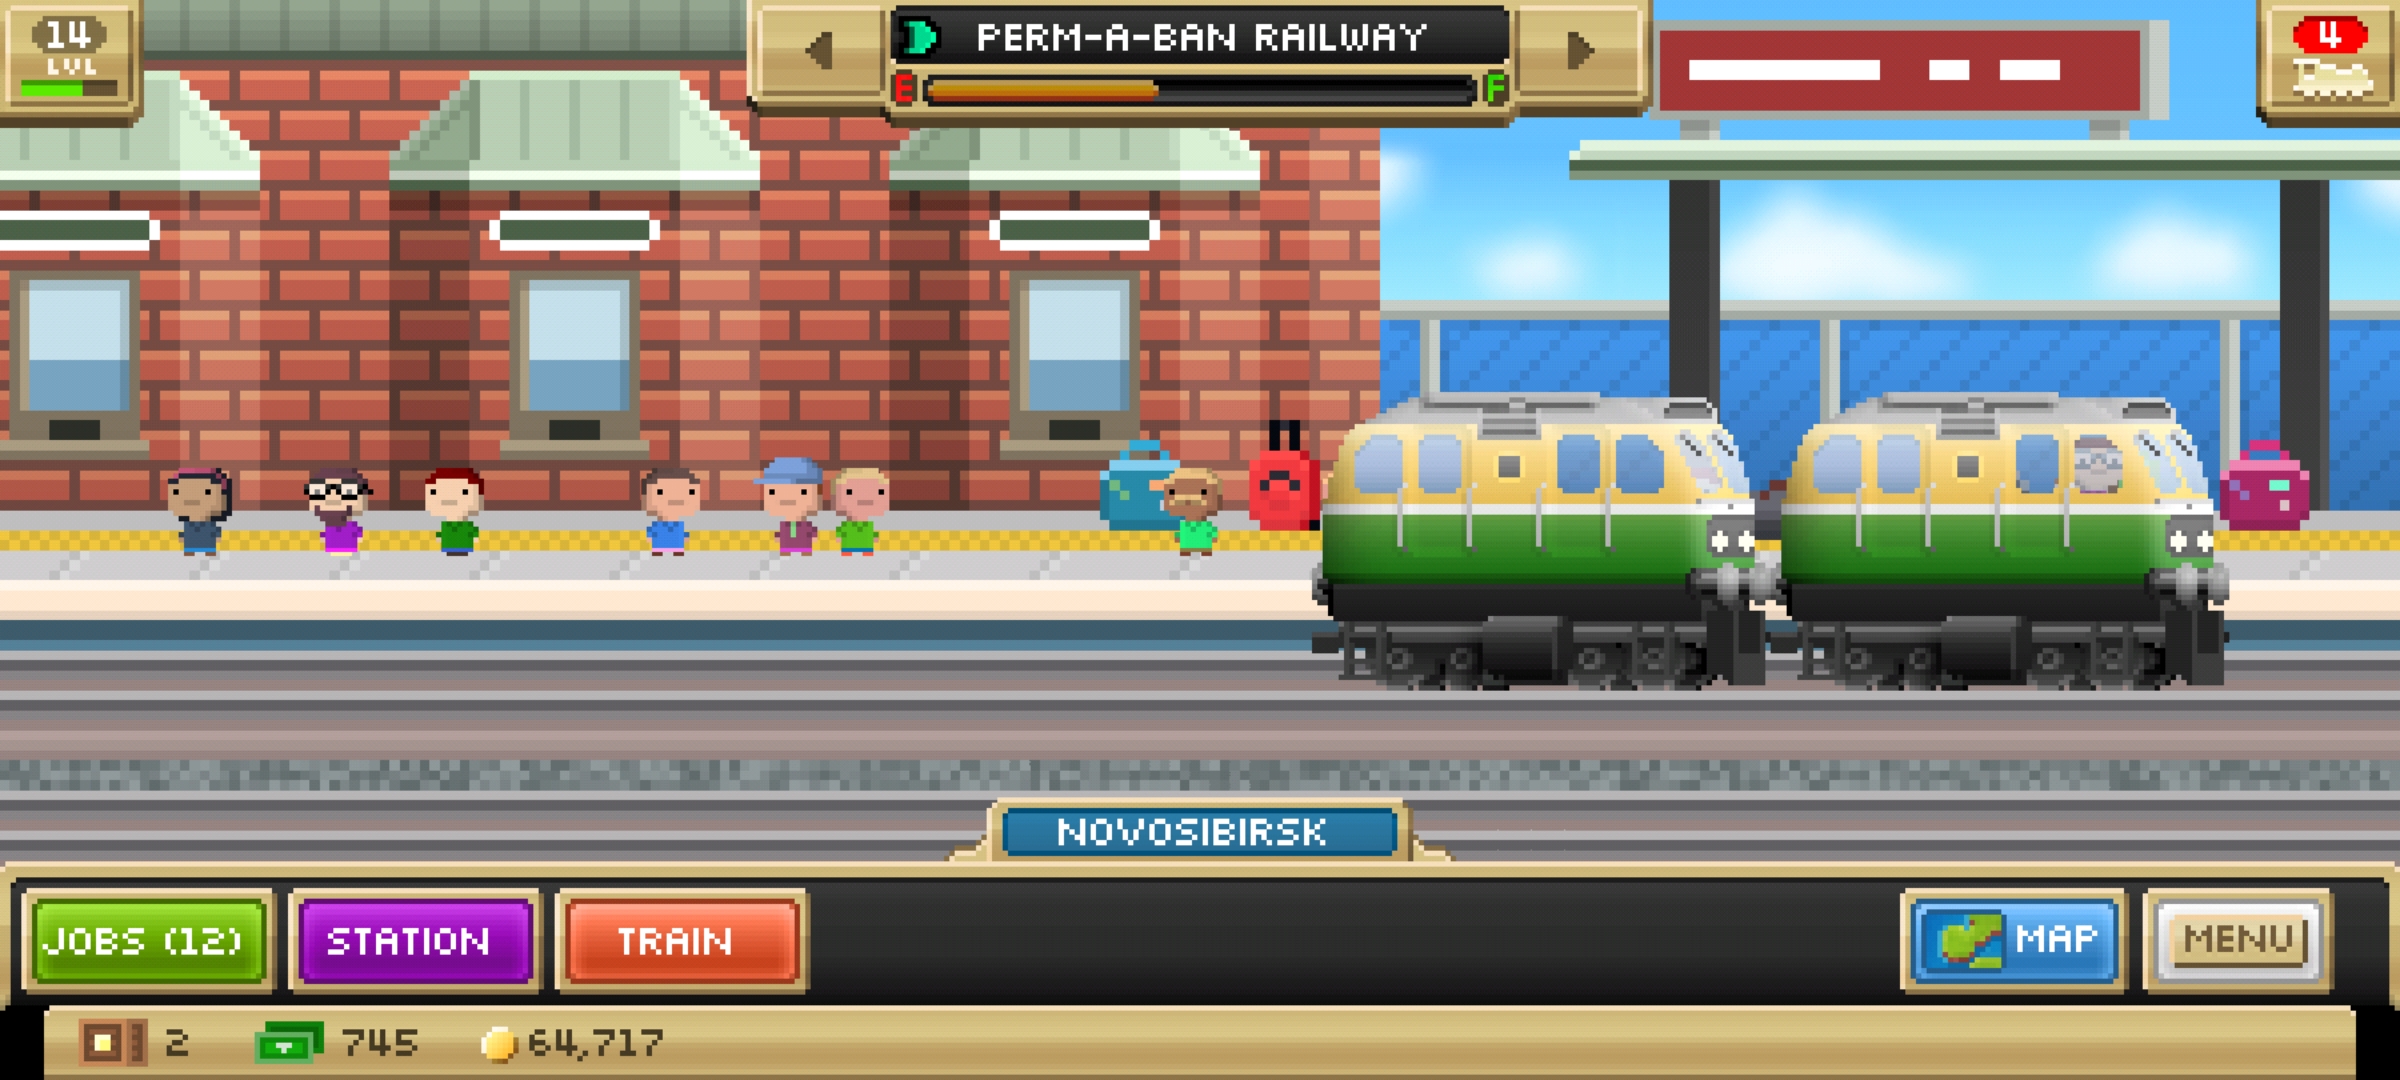 14
LVL
PERM-A-BAN RAILWAY
E F
4
NOVOSIBIRSK
JOBS (12)
STATION
TRAIN
MAP
MENU
2
745
64,717